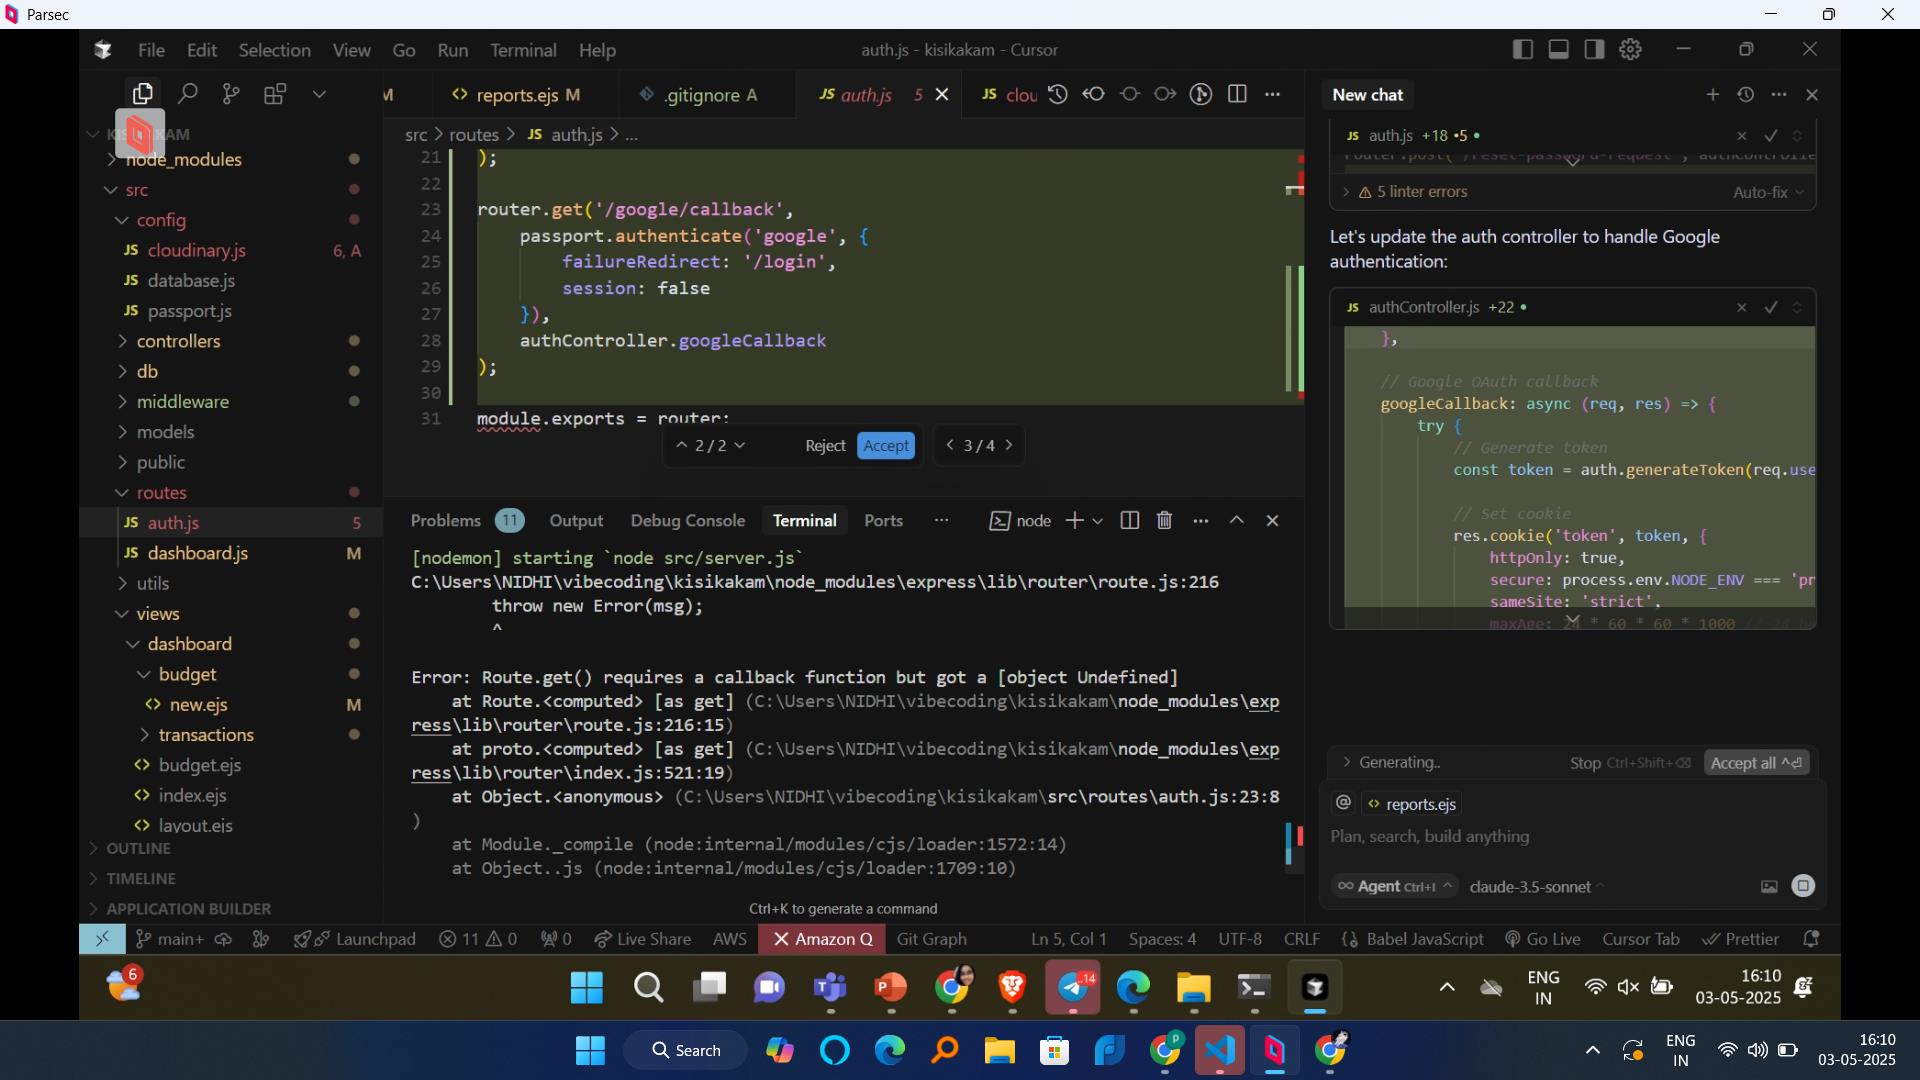 Parsec
File Edit Selection View Go Run Terminal Help
auth.js - kisikakam - Cursor
M
<> reports.ejs M
.gitignore A
JS auth.js 5
JS clou
src > routes > JS auth.js > ...
node_modules
src
config
JS cloudinary.js 6, A
JS database.js
JS passport.js
controllers
db
middleware
models
public
routes
JS auth.js 5
JS dashboard.js M
utils
views
dashboard
budget
<> new.ejs M
transactions
<> budget.ejs
<> index.ejs
<> layout.ejs
OUTLINE
TIMELINE
APPLICATION BUILDER
21 );
22
23 router.get('/google/callback',
24 passport.authenticate('google', {
25 failureRedirect: '/login',
26 session: false
27 }),
28 authController.googleCallback
29 );
30
31 module.exports = router;
2 / 2 Reject Accept 3 / 4
Problems 11 Output Debug Console Terminal Ports ... node
[nodemon] starting `node src/server.js`
C:\Users\NIDHI\vibecoding\kisikakam\node_modules\express\lib\router\route.js:216
throw new Error(msg);
^
Error: Route.get() requires a callback function but got a [object Undefined]
at Route.<computed> [as get] (C:\Users\NIDHI\vibecoding\kisikakam\node_modules\exp
ress\lib\router\route.js:216:15)
at proto.<computed> [as get] (C:\Users\NIDHI\vibecoding\kisikakam\node_modules\exp
ress\lib\router\index.js:521:19)
at Object.<anonymous> (C:\Users\NIDHI\vibecoding\kisikakam\src\routes\auth.js:23:8
)
at Module._compile (node:internal/modules/cjs/loader:1572:14)
at Object..js (node:internal/modules/cjs/loader:1709:10)
Ctrl+K to generate a command
New chat
JS auth.js +18 •5 •
router.post('/reset-password-request', authControlle
5 linter errors Auto-fix
Let's update the auth controller to handle Google
authentication:
JS authController.js +22 •
},
// Google OAuth callback
googleCallback: async (req, res) => {
try {
// Generate token
const token = auth.generateToken(req.use
// Set cookie
res.cookie('token', token, {
httpOnly: true,
secure: process.env.NODE_ENV === 'pr
sameSite: 'strict',
maxAge: 24 * 60 * 60 * 1000 // 24 h
> Generating.. Stop Ctrl+Shift+⌫ Accept all ^⏎
@ <> reports.ejs
Plan, search, build anything
∞ Agent Ctrl+I claude-3.5-sonnet
main+ Launchpad 11 0 0 Live Share AWS Amazon Q Git Graph Ln 5, Col 1 Spaces: 4 UTF-8 CRLF {} Babel JavaScript Go Live Cursor Tab Prettier
6
14
ENG
IN
16:10
03-05-2025
Search
P
ENG
IN
16:10
03-05-2025